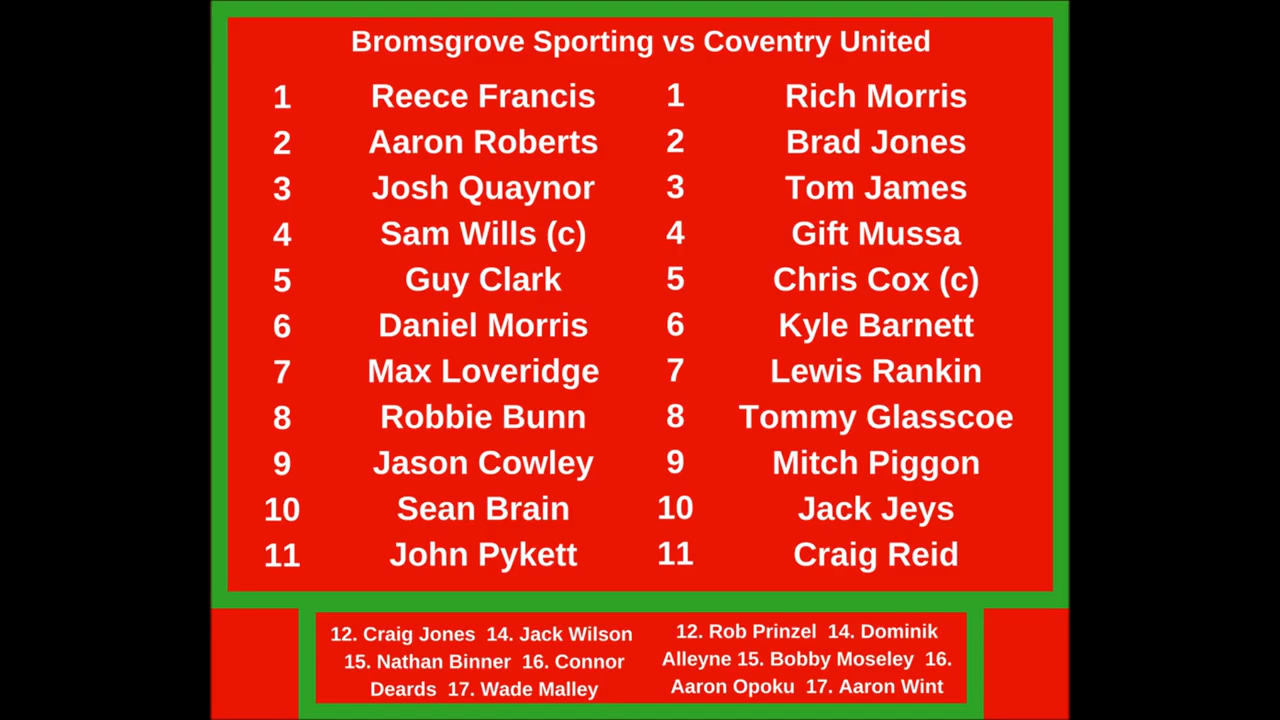 Bromsgrove Sporting vs Coventry United
1 Reece Francis 1 Rich Morris
2 Aaron Roberts 2 Brad Jones
3 Josh Quaynor 3 Tom James
4 Sam Wills (c) 4 Gift Mussa
5 Guy Clark 5 Chris Cox (c)
6 Daniel Morris 6 Kyle Barnett
7 Max Loveridge 7 Lewis Rankin
8 Robbie Bunn 8 Tommy Glasscoe
9 Jason Cowley 9 Mitch Piggon
10 Sean Brain 10 Jack Jeys
11 John Pykett 11 Craig Reid
12. Craig Jones 14. Jack Wilson
15. Nathan Binner 16. Connor
Deards 17. Wade Malley
12. Rob Prinzel 14. Dominik
Alleyne 15. Bobby Moseley 16.
Aaron Opoku 17. Aaron Wint